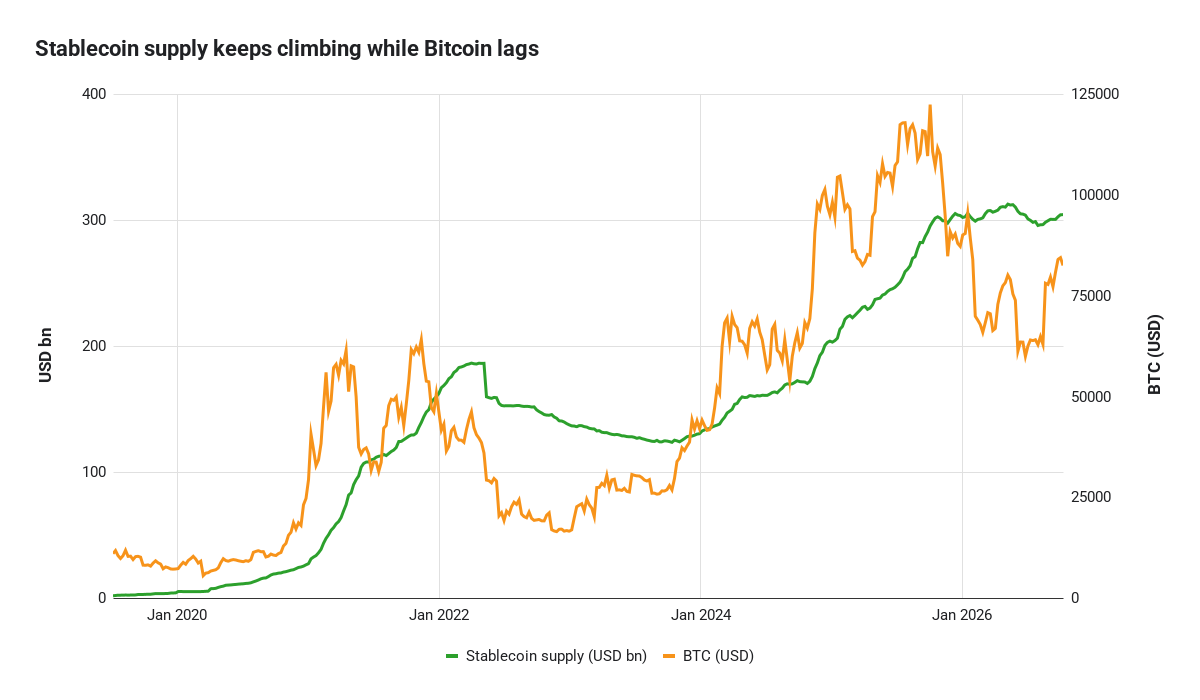 Stablecoin supply keeps climbing while Bitcoin lags
400
300
200
100
0
USD bn
125000
100000
75000
50000
25000
0
BTC (USD)
Jan 2020
Jan 2022
Jan 2024
Jan 2026
Stablecoin supply (USD bn)
BTC (USD)